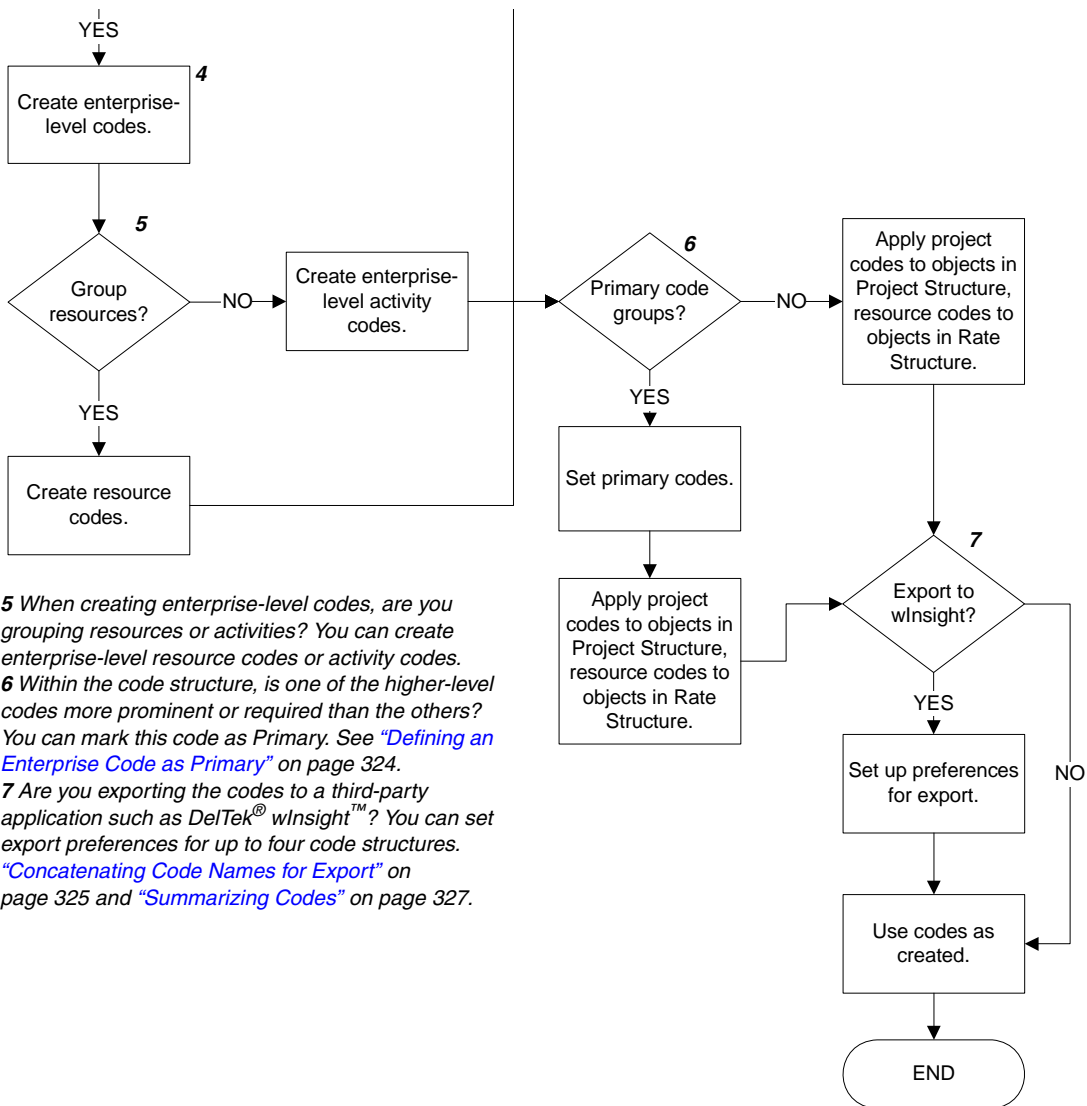 YES
4
Create enterprise-
level codes.
5
Group
resources?
NO
Create enterprise-
level activity
codes.
YES
Create resource
codes.
6
Primary code
groups?
NO
Apply project
codes to objects in
Project Structure,
resource codes to
objects in Rate
Structure.
YES
Set primary codes.
Apply project
codes to objects in
Project Structure,
resource codes to
objects in Rate
Structure.
7
Export to
wInsight?
YES
NO
Set up preferences
for export.
Use codes as
created.
END
5 When creating enterprise-level codes, are you
grouping resources or activities? You can create
enterprise-level resource codes or activity codes.
6 Within the code structure, is one of the higher-level
codes more prominent or required than the others?
You can mark this code as Primary. See “Defining an
Enterprise Code as Primary” on page 324.
7 Are you exporting the codes to a third-party
application such as DelTek® wInsight™? You can set
export preferences for up to four code structures.
“Concatenating Code Names for Export” on
page 325 and “Summarizing Codes” on page 327.